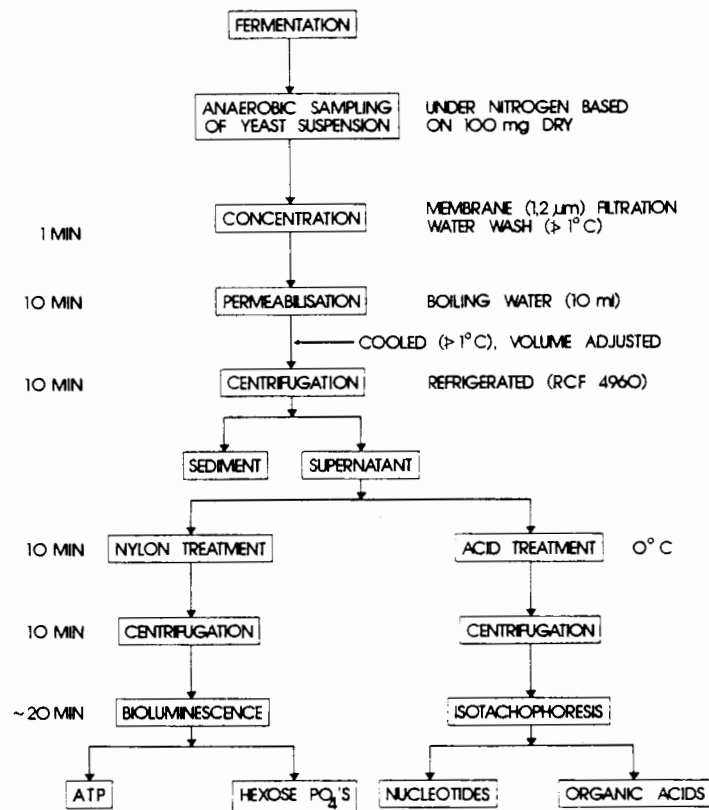 FERMENTATION
ANAEROBIC SAMPLING
OF YEAST SUSPENSION
UNDER NITROGEN BASED
ON 100 mg DRY
1 MIN
CONCENTRATION
MEMBRANE (1,2 µm) FILTRATION
WATER WASH (≯ 1° C)
10 MIN
PERMEABILISATION
BOILING WATER (10 ml)
COOLED (≯ 1° C), VOLUME ADJUSTED
10 MIN
CENTRIFUGATION
REFRIGERATED (RCF 4960)
SEDIMENT
SUPERNATANT
10 MIN
NYLON TREATMENT
ACID TREATMENT
0° C
10 MIN
CENTRIFUGATION
CENTRIFUGATION
~20 MIN
BIOLUMINESCENCE
ISOTACHOPHORESIS
ATP
HEXOSE PO₄'S
NUCLEOTIDES
ORGANIC ACIDS